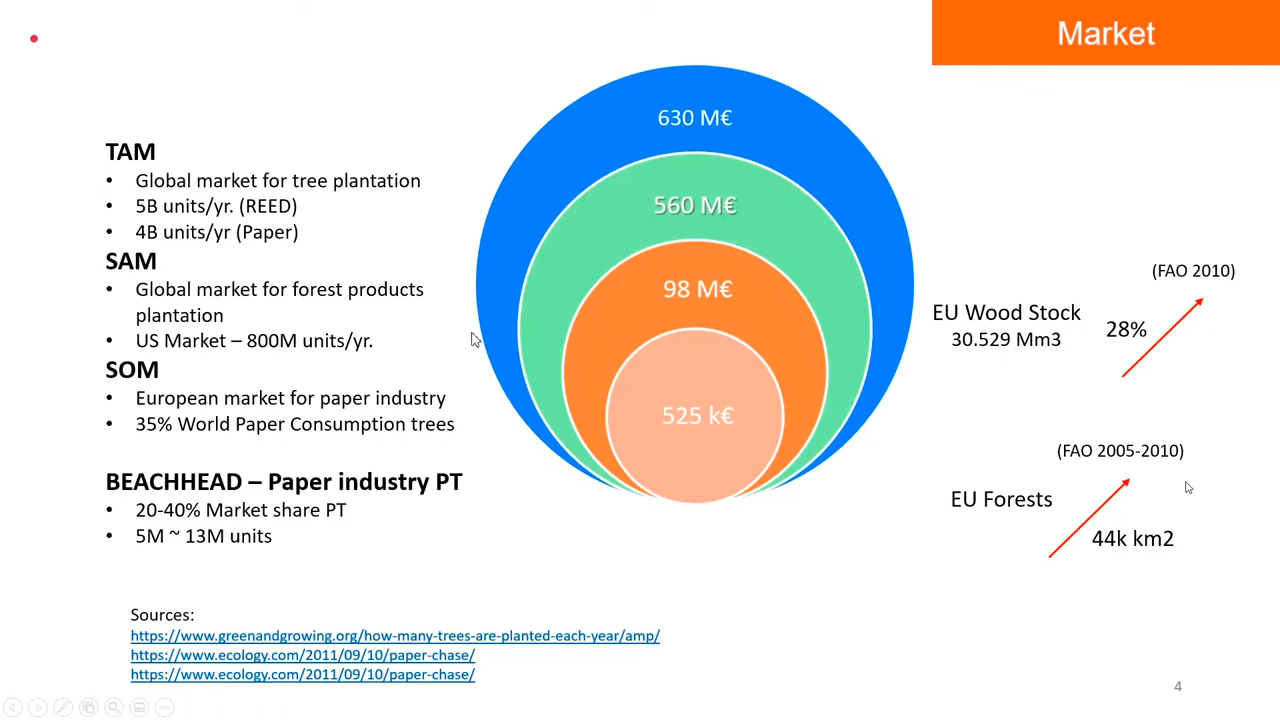 Market
TAM
• Global market for tree plantation
• 5B units/yr. (REED)
• 4B units/yr (Paper)
SAM
• Global market for forest products
plantation
• US Market – 800M units/yr.
SOM
• European market for paper industry
• 35% World Paper Consumption trees
BEACHHEAD – Paper industry PT
• 20-40% Market share PT
• 5M ~ 13M units
630 M€
560 M€
98 M€
525 k€
(FAO 2010)
EU Wood Stock
30.529 Mm3
28%
(FAO 2005-2010)
EU Forests
44k km2
Sources:
https://www.greenandgrowing.org/how-many-trees-are-planted-each-year/amp/
https://www.ecology.com/2011/09/10/paper-chase/
https://www.ecology.com/2011/09/10/paper-chase/
4